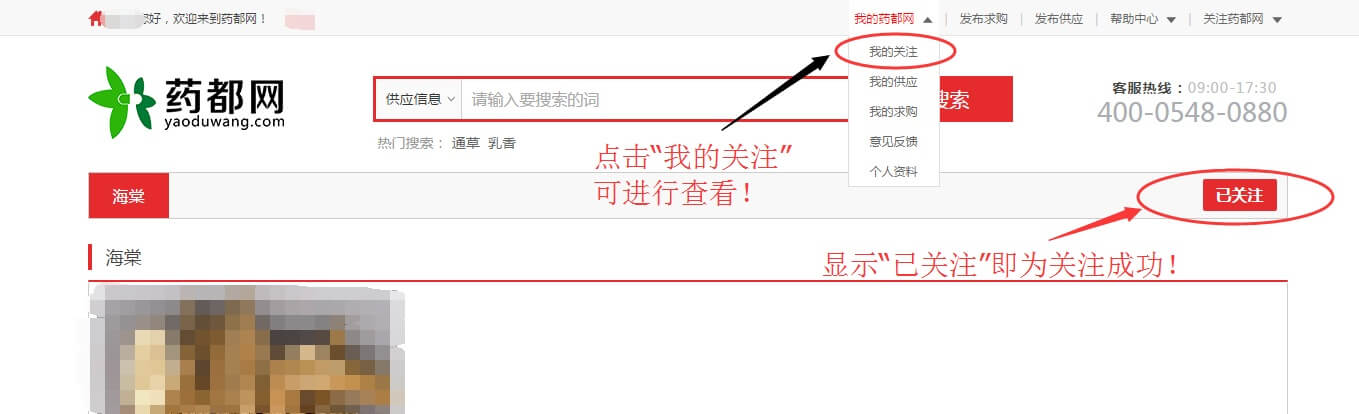 您好，欢迎来到药都网！
我的药都网 ▲ | 发布求购 | 发布供应 | 帮助中心 ▼ | 关注药都网 ▼
我的关注
我的供应
我的求购
意见反馈
个人资料
药都网
yaoduwang.com
供应信息
请输入要搜索的词
搜索
热门搜索： 通草 乳香
客服热线：09:00-17:30
400-0548-0880
点击“我的关注”
可进行查看！
海棠
已关注
显示“已关注”即为关注成功！
海棠